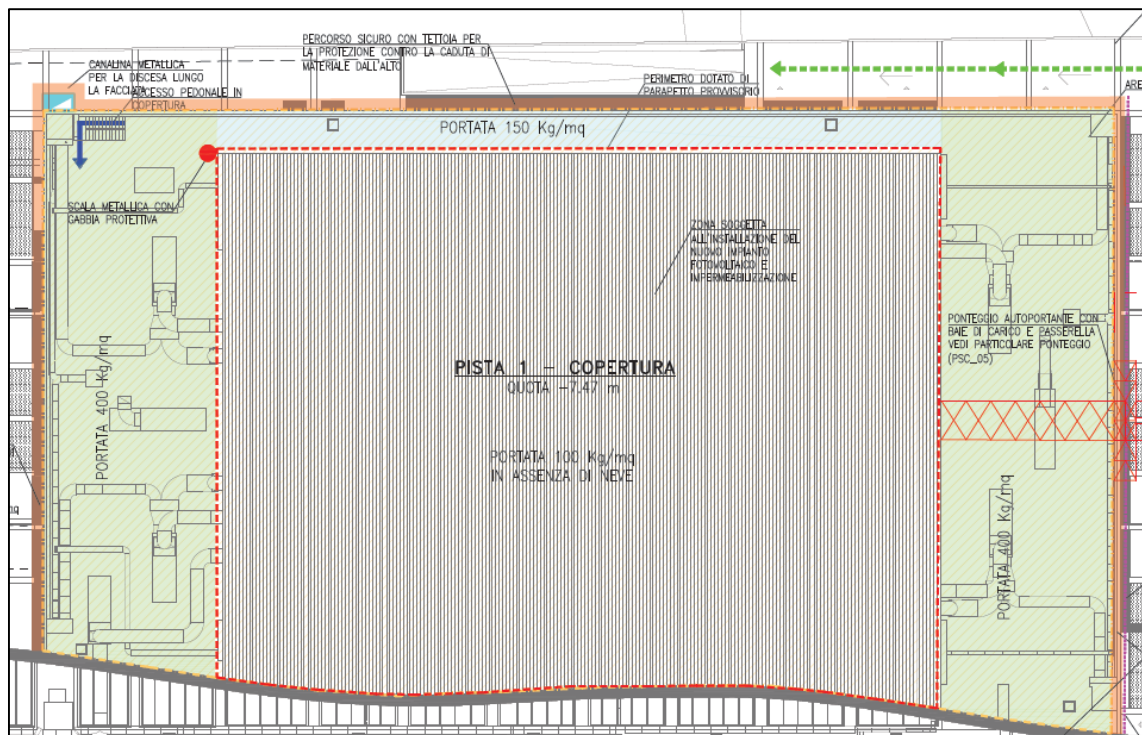 PERCORSO SICURO CON TETTOIA PER
LA PROTEZIONE CONTRO LA CADUTA DI
MATERIALE DALL'ALTO
CANALINA METALLICA
PER LA DISCESA LUNGO
LA FACCIATA
ACCESSO PEDONALE IN
COPERTURA
PERIMETRO DOTATO DI
PARAPETTO PROVVISORIO
ARE
PORTATA 150 Kg/mq
SCALA METALLICA CON
GABBIA PROTETTIVA
ZONA SOGGETTA
ALL'INSTALLAZIONE DEL
NUOVO IMPIANTO
FOTOVOLTAICO E
IMPERMEABILIZZAZIONE
PONTEGGIO AUTOPORTANTE CON
BAIE DI CARICO E PASSERELLA
VEDI PARTICOLARE PONTEGGIO
(PSC_05)
PISTA 1 - COPERTURA
QUOTA -7.47 m
PORTATA 400 Kg/mq
PORTATA 100 Kg/mq
IN ASSENZA DI NEVE
PORTATA 400 Kg/mq